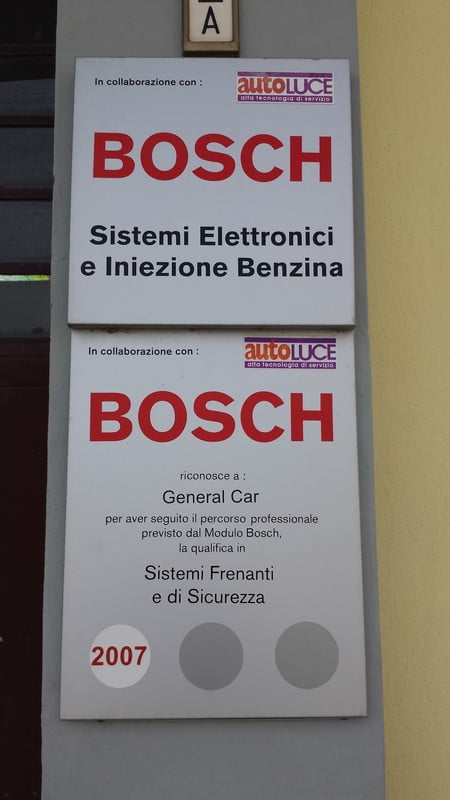 A
In collaborazione con :
autoLUCE
alta tecnologia di servizio
BOSCH
Sistemi Elettronici
e Iniezione Benzina
In collaborazione con :
autoLUCE
alta tecnologia di servizio
BOSCH
riconosce a :
General Car
per aver seguito il percorso professionale
previsto dal Modulo Bosch,
la qualifica in
Sistemi Frenanti
e di Sicurezza
2007